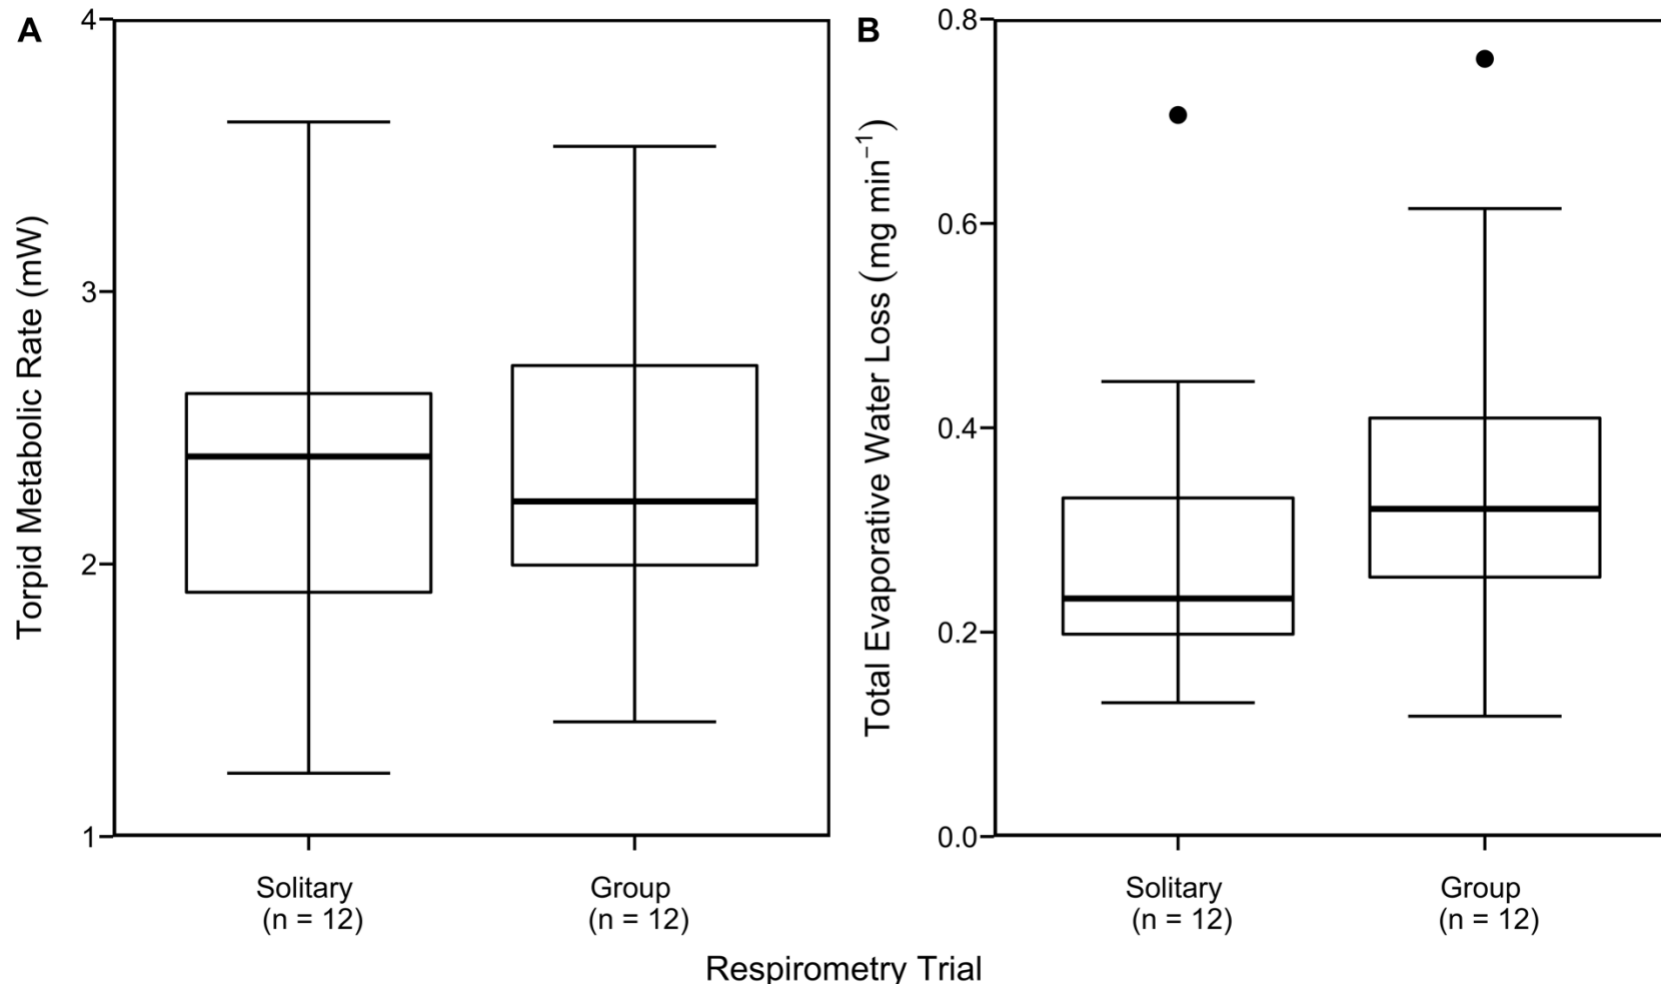 A
Torpid Metabolic Rate (mW)
4
3
2
1
Solitary
(n = 12)
Group
(n = 12)
B
Total Evaporative Water Loss (mg min⁻¹)
0.8
0.6
0.4
0.2
0.0
Solitary
(n = 12)
Group
(n = 12)
Respirometry Trial